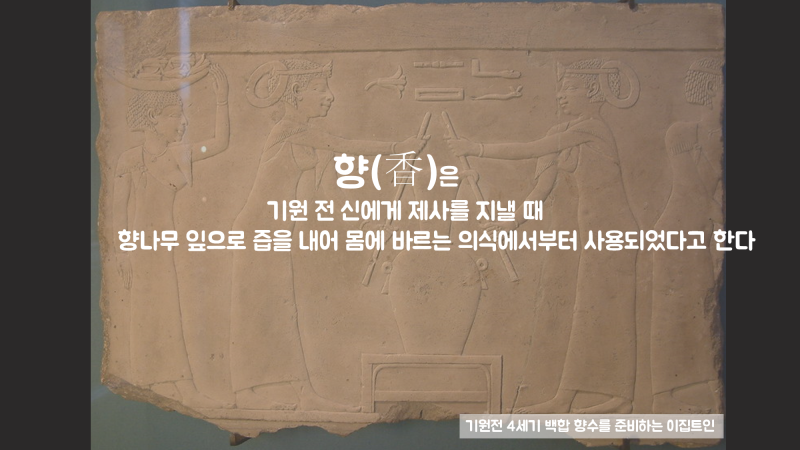 향(香)은
기원 전 신에게 제사를 지낼 때
향나무 잎으로 즙을 내어 몸에 바르는 의식에서부터 사용되었다고 한다
기원전 4세기 백합 향수를 준비하는 이집트인